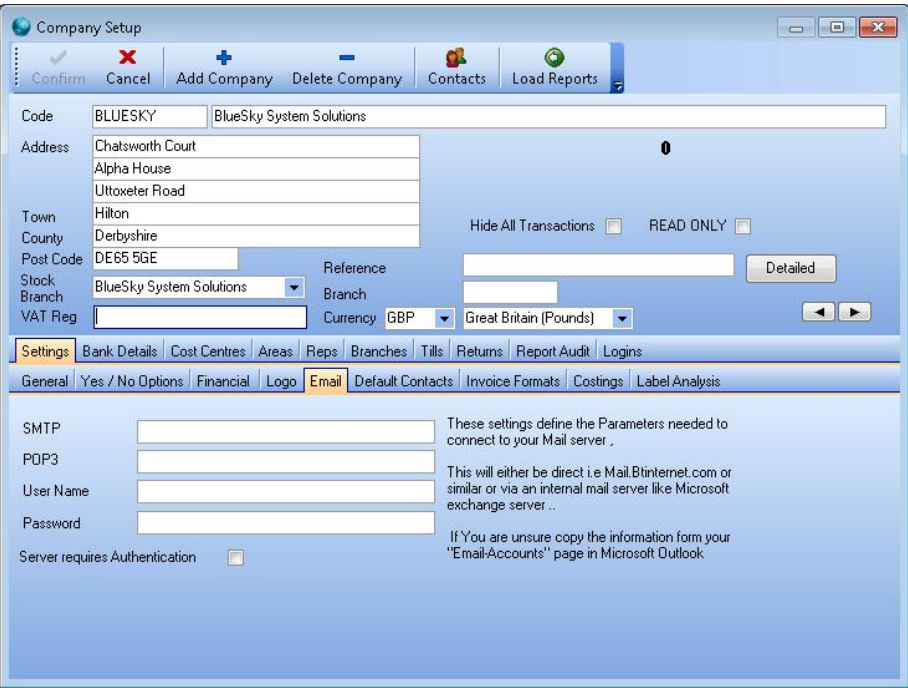 Company Setup
Confirm Cancel Add Company Delete Company Contacts Load Reports
Code BLUESKY BlueSky System Solutions
Address Chatsworth Court
0
Alpha House
Uttoxeter Road
Town Hilton
Hide All Transactions READ ONLY
County Derbyshire
Post Code DE65 5GE
Reference Detailed
Stock Branch BlueSky System Solutions
Branch
VAT Reg
Currency GBP Great Britain (Pounds)
Settings Bank Details Cost Centres Areas Reps Branches Tills Returns Report Audit Logins
General Yes / No Options Financial Logo Email Default Contacts Invoice Formats Costings Label Analysis
SMTP
POP3
User Name
Password
Server requires Authentication
These settings define the Parameters needed to
connect to your Mail server ,
This will either be direct i.e Mail.Btinternet.com or
similar or via an internal mail server like Microsoft
exchange server ..
If You are unsure copy the information form your
"Email-Accounts" page in Microsoft Outlook